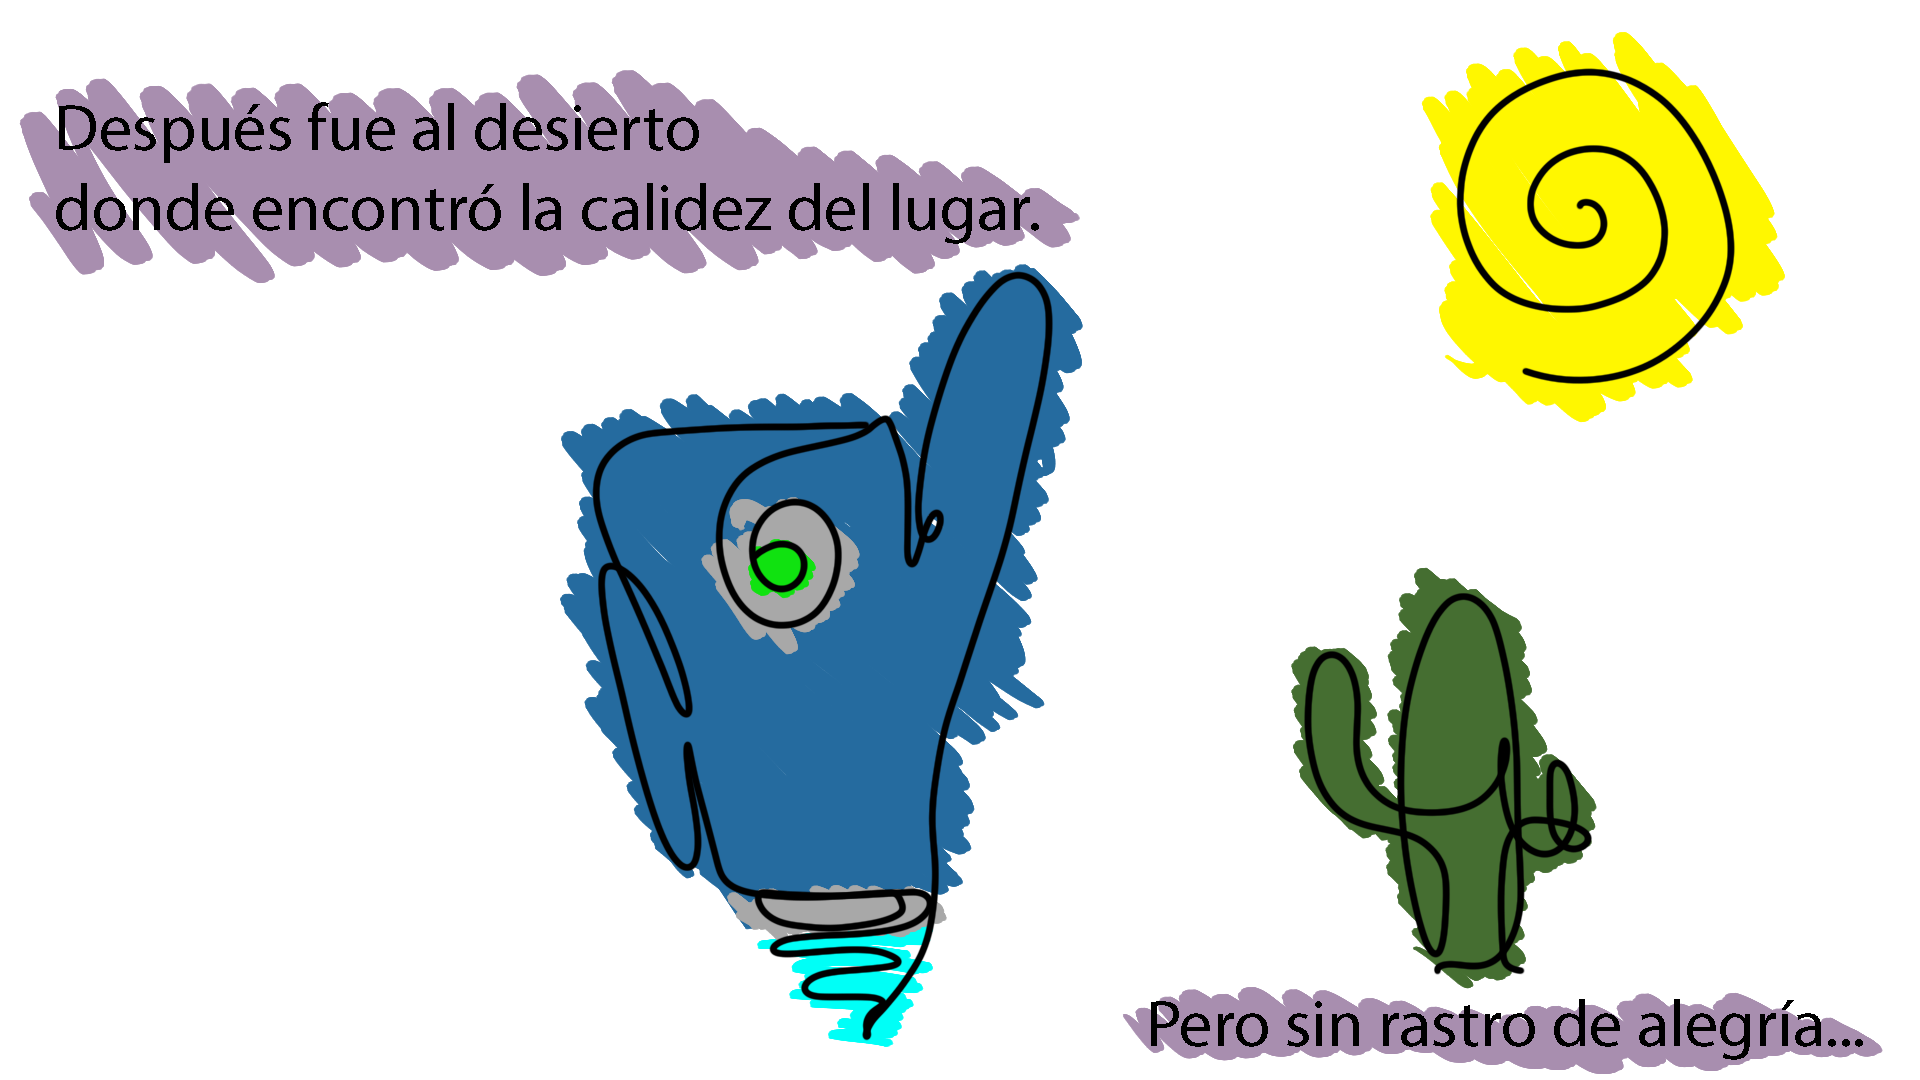 Después fue al desierto
donde encontró la calidez del lugar.
Pero sin rastro de alegría...